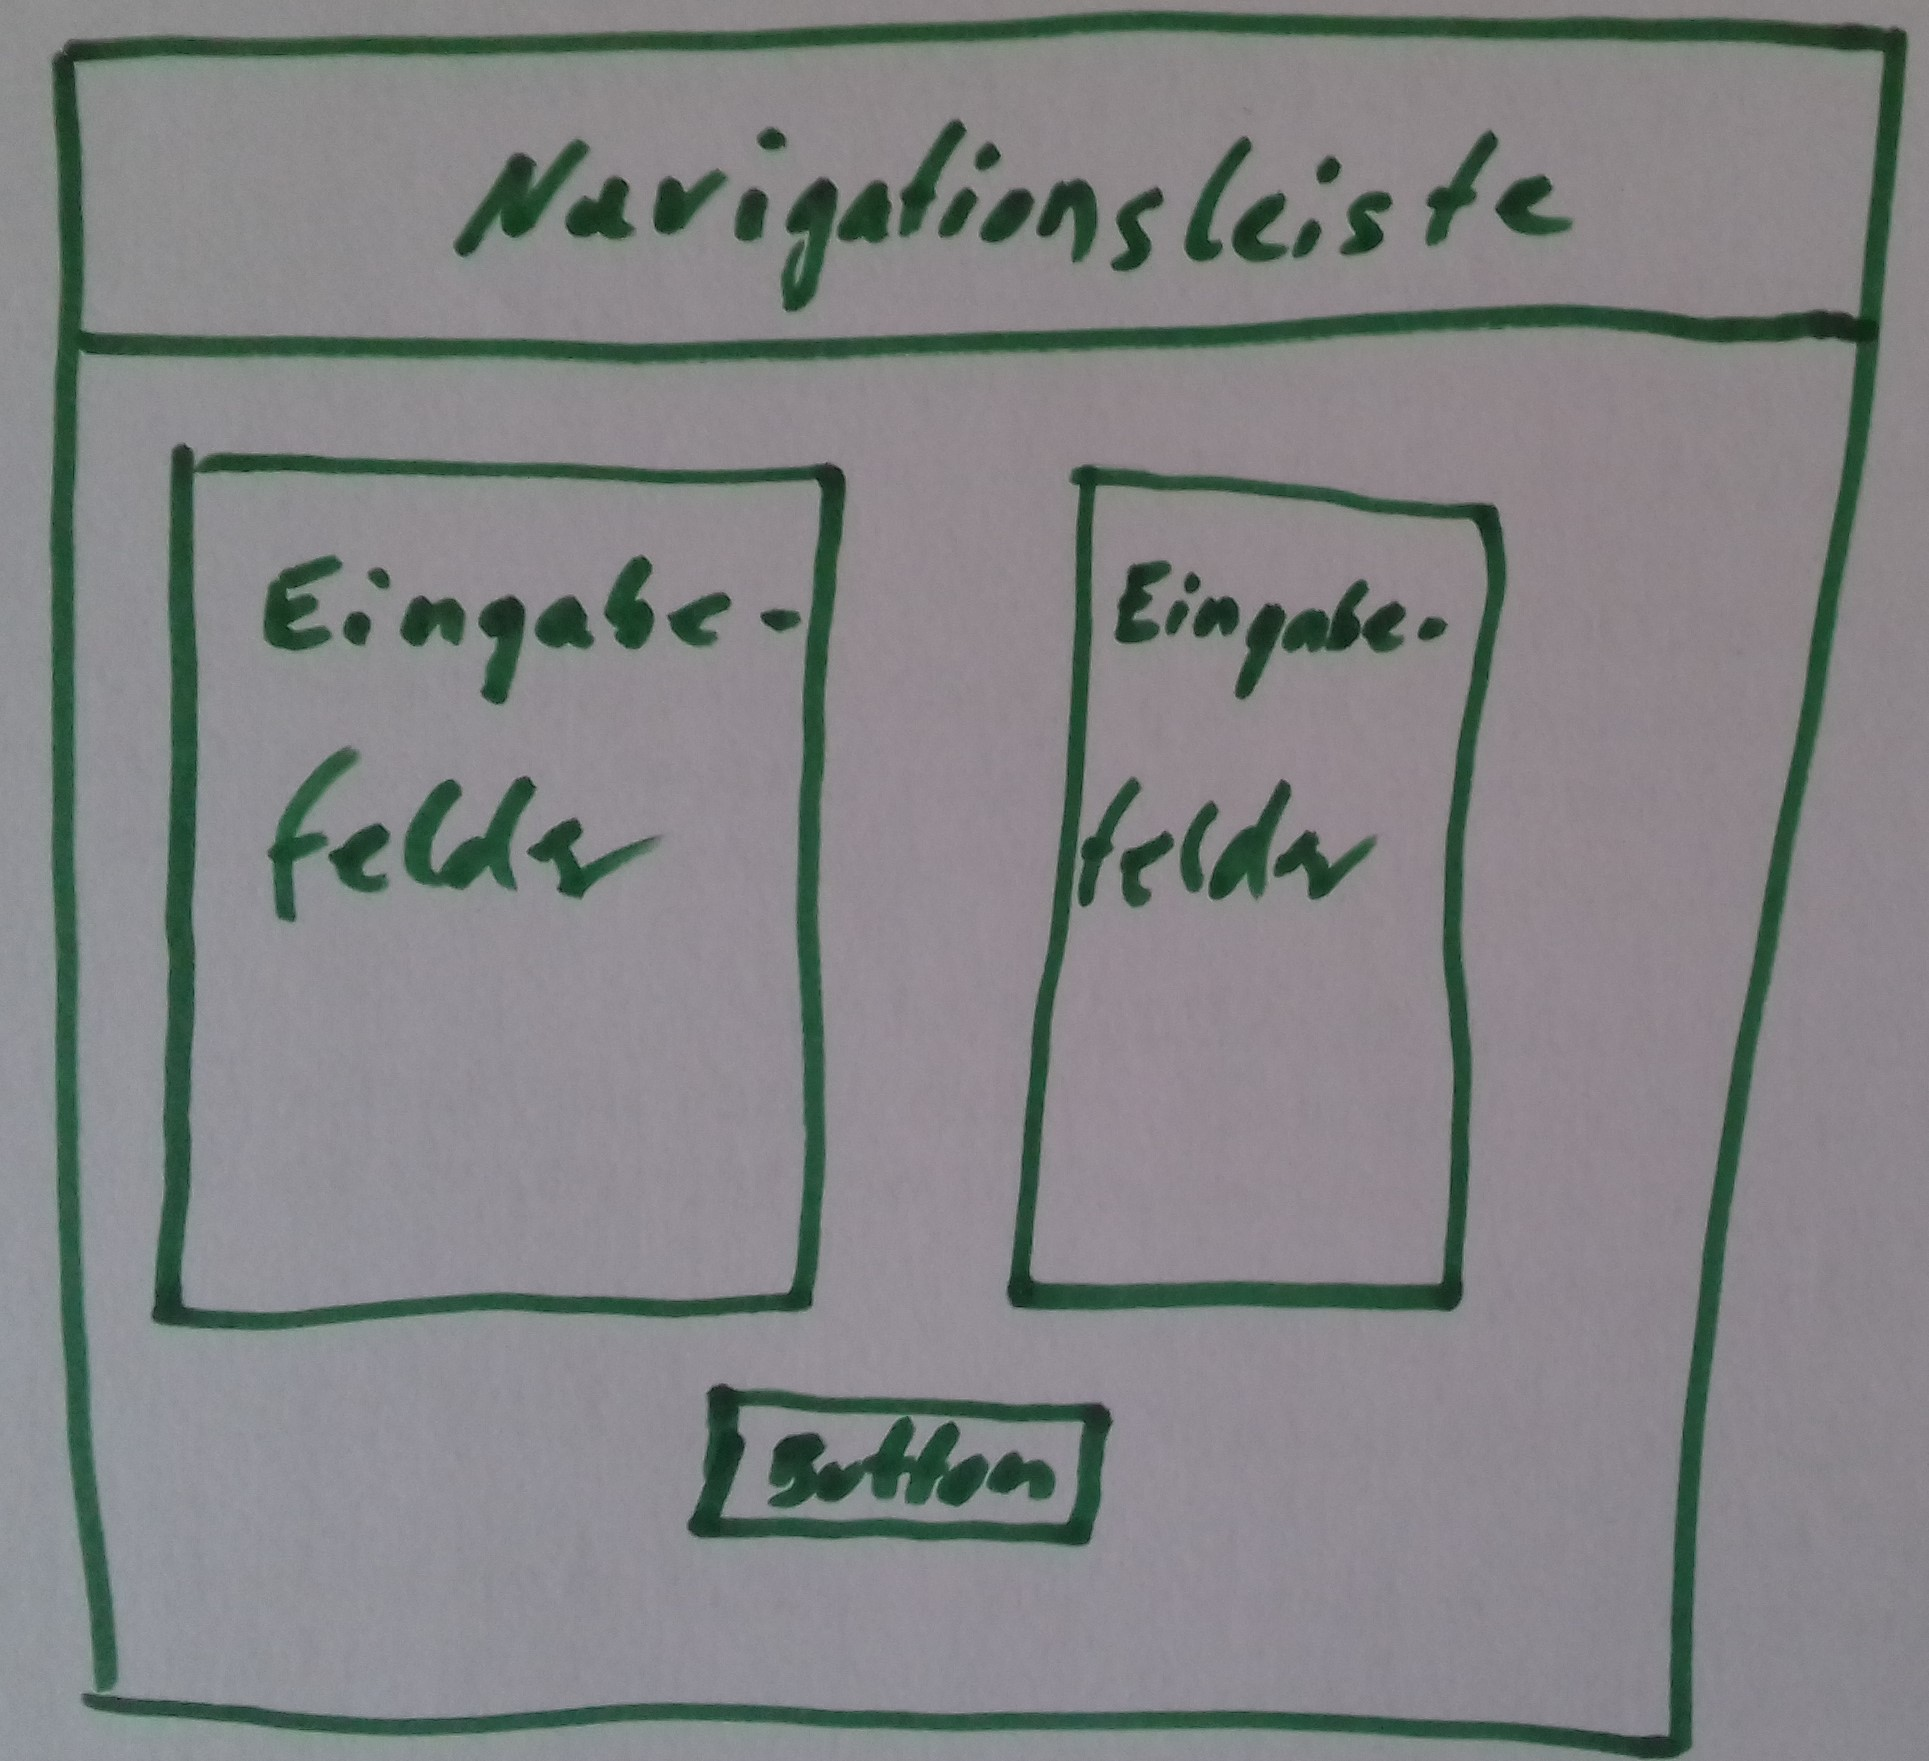 Navigationsleiste
Eingabe-
felder
Eingabe-
felder
Button